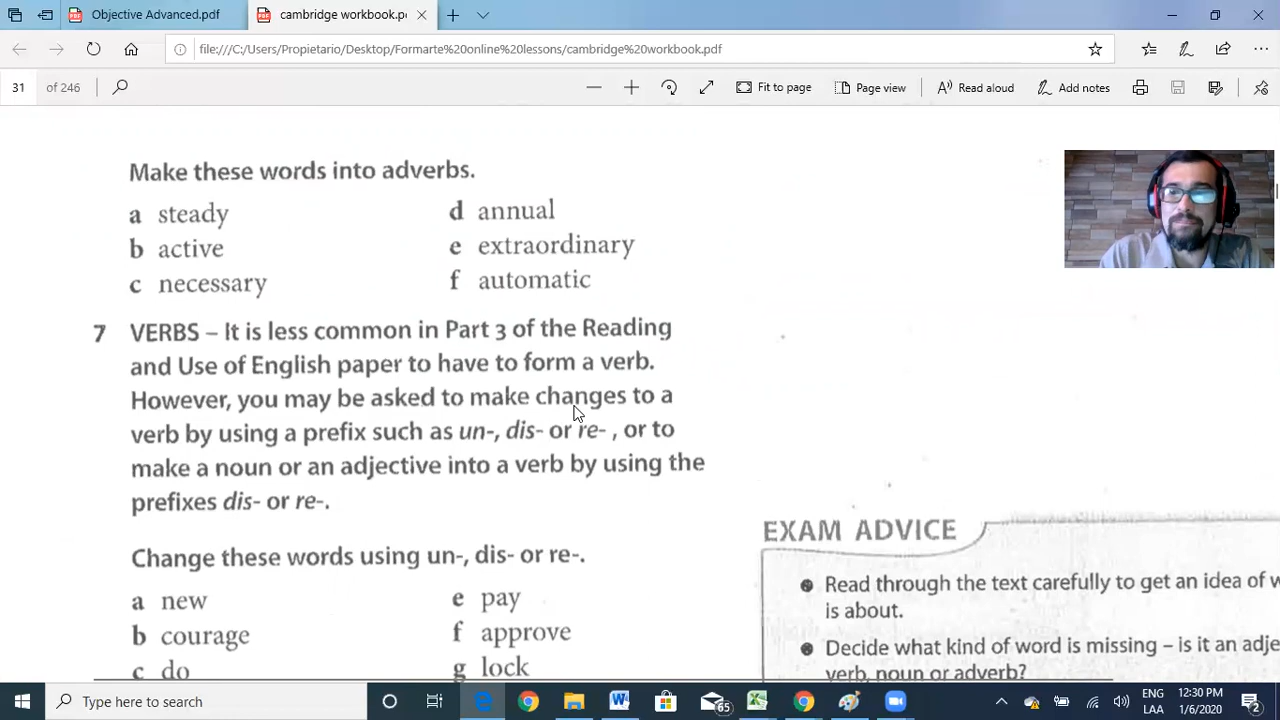 Objective Advanced.pdf
cambridge workbook.pdf
file:///C:/Users/Propietario/Desktop/Formarte%20online%20lessons/cambridge%20workbook.pdf
31 of 246
Fit to page
Page view
Read aloud
Add notes
Make these words into adverbs.
a steady
d annual
b active
e extraordinary
c necessary
f automatic
7 VERBS – It is less common in Part 3 of the Reading
and Use of English paper to have to form a verb.
However, you may be asked to make changes to a
verb by using a prefix such as un-, dis- or re- , or to
make a noun or an adjective into a verb by using the
prefixes dis- or re-.
Change these words using un-, dis- or re-.
a new
e pay
b courage
f approve
c do
g lock
EXAM ADVICE
Read through the text carefully to get an idea of w
is about.
Decide what kind of word is missing – is it an adje
verb, noun or adverb?
Type here to search
65
ENG
LAA
12:30 PM
1/6/2020
2